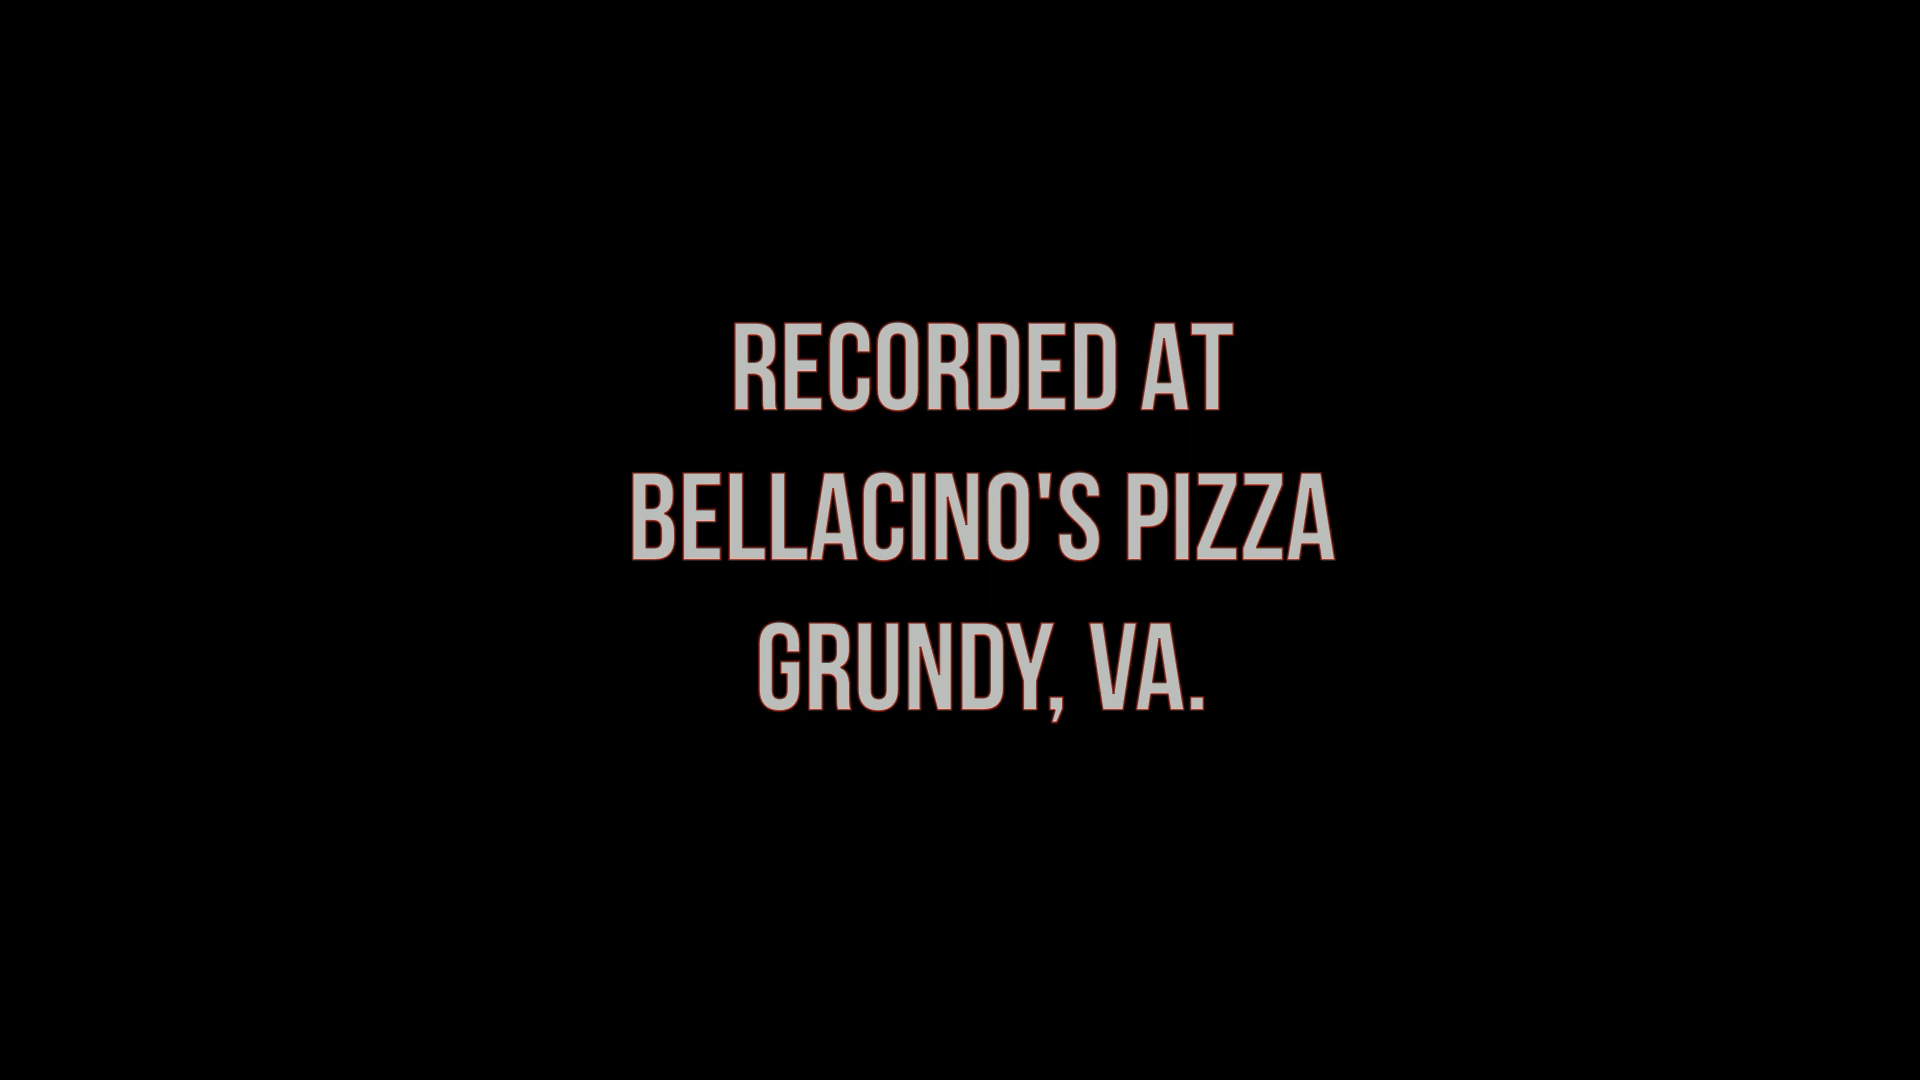 RECORDED AT
BELLACINO'S PIZZA
GRUNDY, VA.